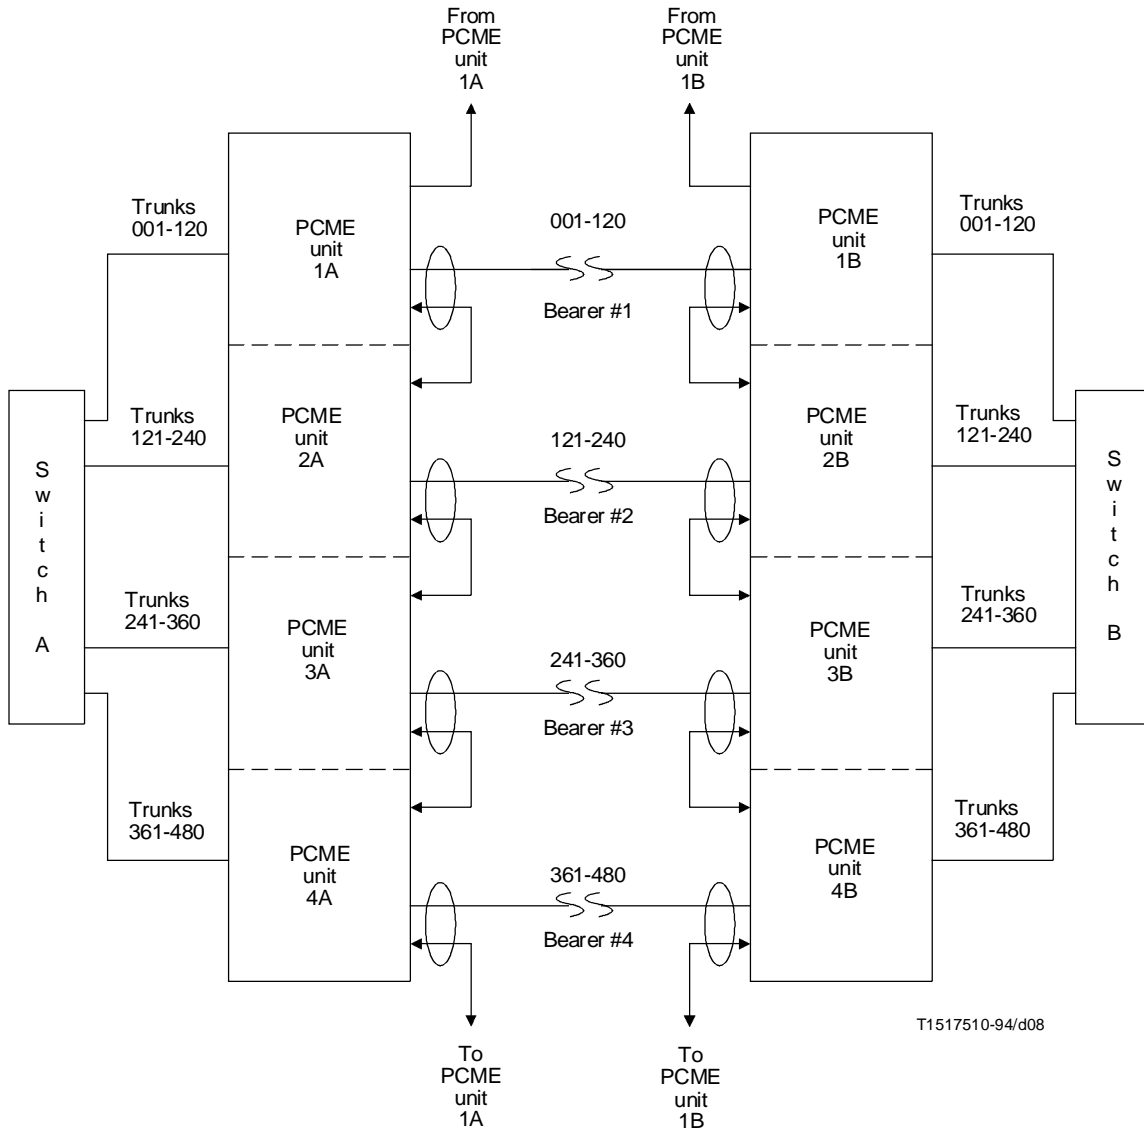 From
PCME
unit
1A
From
PCME
unit
1B
Trunks
001-120
PCME
unit
1A
001-120
Bearer #1
PCME
unit
1B
Trunks
001-120
Trunks
121-240
PCME
unit
2A
121-240
Bearer #2
PCME
unit
2B
Trunks
121-240
Switch A
Switch B
Trunks
241-360
PCME
unit
3A
241-360
Bearer #3
PCME
unit
3B
Trunks
241-360
Trunks
361-480
PCME
unit
4A
361-480
Bearer #4
PCME
unit
4B
Trunks
361-480
T1517510-94/d08
To
PCME
unit
1A
To
PCME
unit
1B